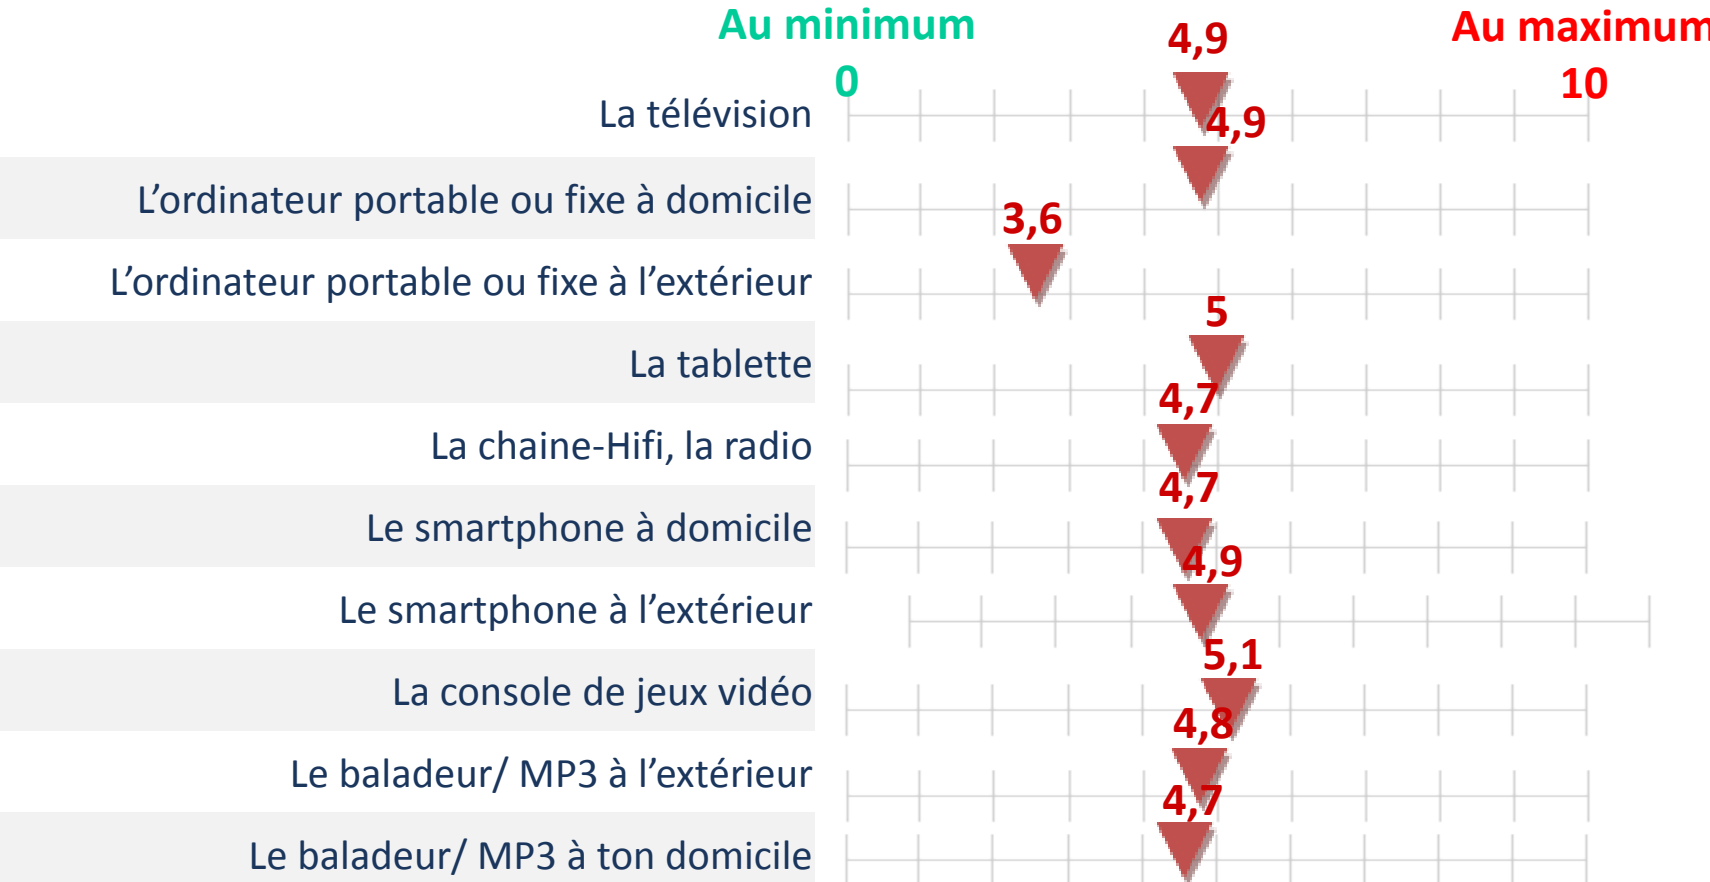 Au minimum
Au maximum
0
10
La télévision
4,9
L’ordinateur portable ou fixe à domicile
4,9
L’ordinateur portable ou fixe à l’extérieur
3,6
La tablette
5
La chaine-Hifi, la radio
4,7
Le smartphone à domicile
4,7
Le smartphone à l’extérieur
4,9
La console de jeux vidéo
5,1
Le baladeur/ MP3 à l’extérieur
4,8
Le baladeur/ MP3 à ton domicile
4,7